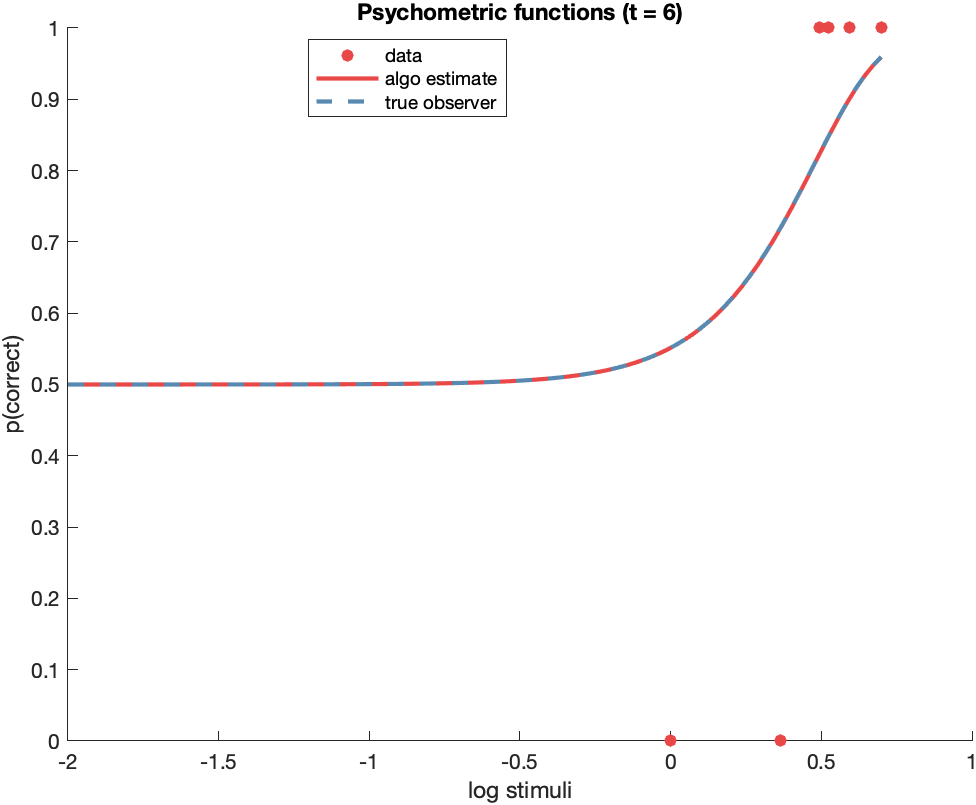 Psychometric functions (t = 6)
data
algo estimate
true observer
p(correct)
1
0.9
0.8
0.7
0.6
0.5
0.4
0.3
0.2
0.1
0
-2 -1.5 -1 -0.5 0 0.5 1
log stimuli